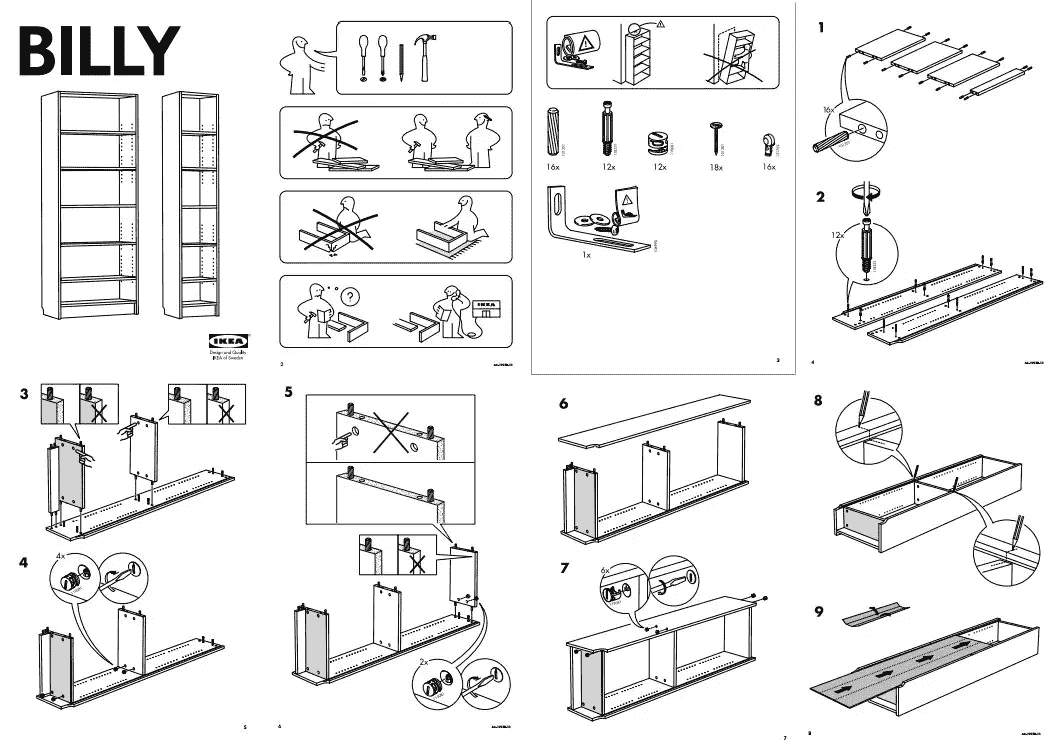 BILLY
IKEA
Design and Quality
IKEA of Sweden
?
IKEA
2
16x
12x
12x
18x
16x
1x
3
1
16x
2
12x
4
3
4
4x
5
5
2x
6
6
7
6x
7
8
9
8